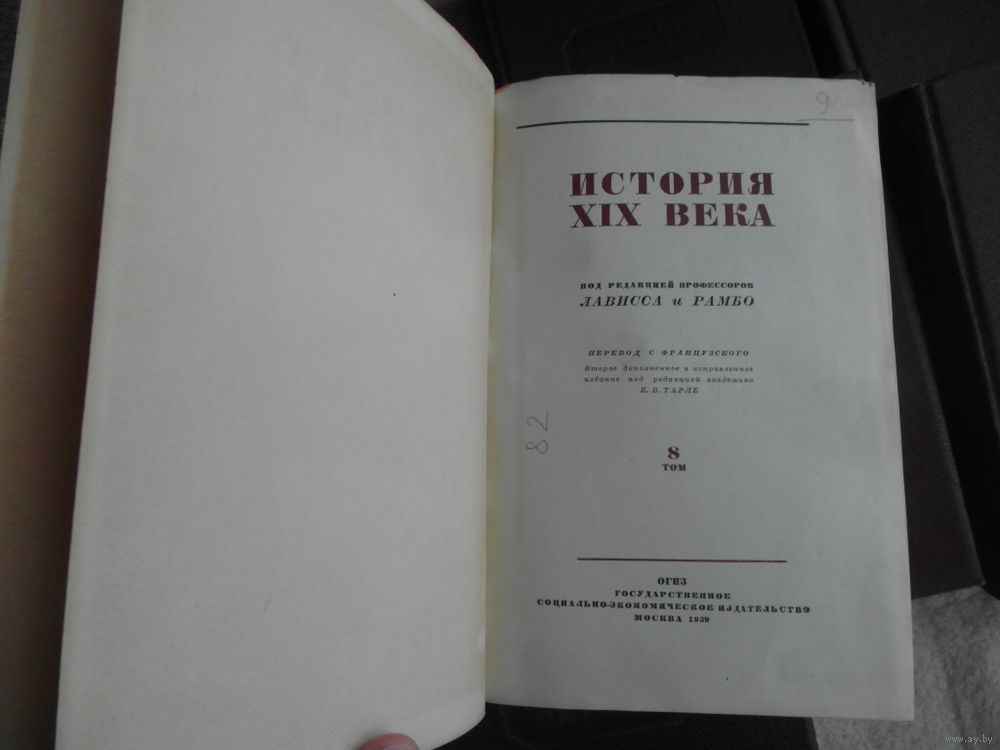 9
ИСТОРИЯ
XIX ВЕКА
ПОД РЕДАКЦИЕЙ ПРОФЕССОРОВ
ЛАВИССА и РАМБО
ПЕРЕВОД С ФРАНЦУЗСКОГО
Второе дополненное и исправленное
издание под редакцией академика
Е. В. ТАРЛЕ
82
8
ТОМ
ОГИЗ
ГОСУДАРСТВЕННОЕ
СОЦИАЛЬНО-ЭКОНОМИЧЕСКОЕ ИЗДАТЕЛЬСТВО
МОСКВА 1939
www.ay.by